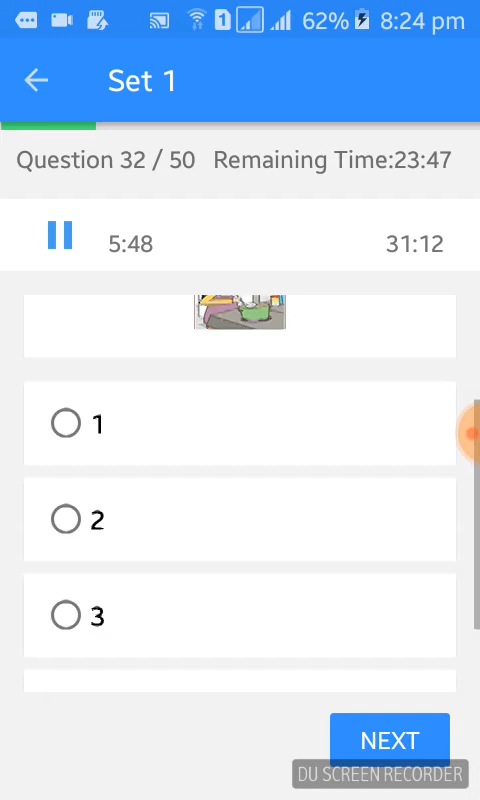 1 62% 8:24 pm
Set 1
Question 32 / 50 Remaining Time:23:47
5:48 31:12
1
2
3
NEXT
DU SCREEN RECORDER